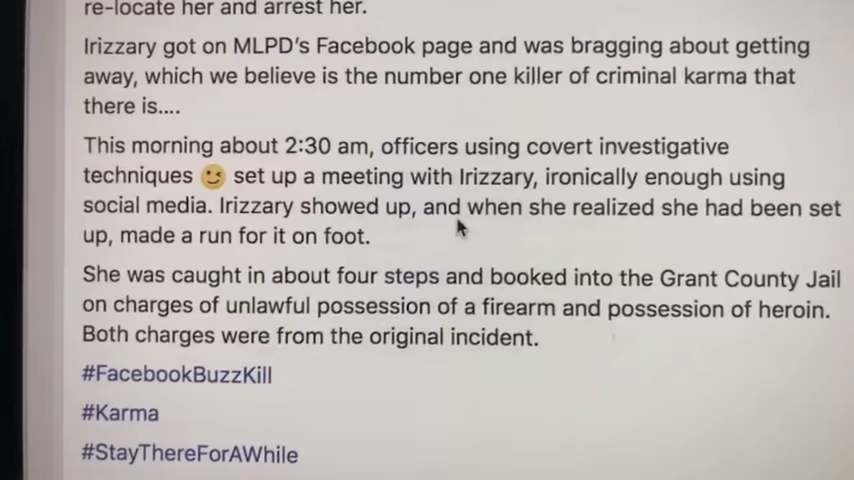 re-locate her and arrest her.
Irizzary got on MLPD's Facebook page and was bragging about getting
away, which we believe is the number one killer of criminal karma that
there is....
This morning about 2:30 am, officers using covert investigative
techniques 😉 set up a meeting with Irizzary, ironically enough using
social media. Irizzary showed up, and when she realized she had been set
up, made a run for it on foot.
She was caught in about four steps and booked into the Grant County Jail
on charges of unlawful possession of a firearm and possession of heroin.
Both charges were from the original incident.
#FacebookBuzzKill
#Karma
#StayThereForAWhile